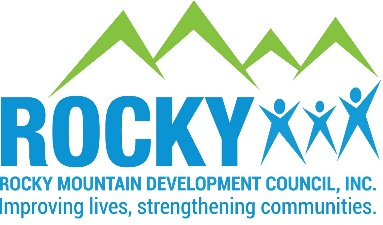 ROCKY
ROCKY MOUNTAIN DEVELOPMENT COUNCIL, INC.
Improving lives, strengthening communities.